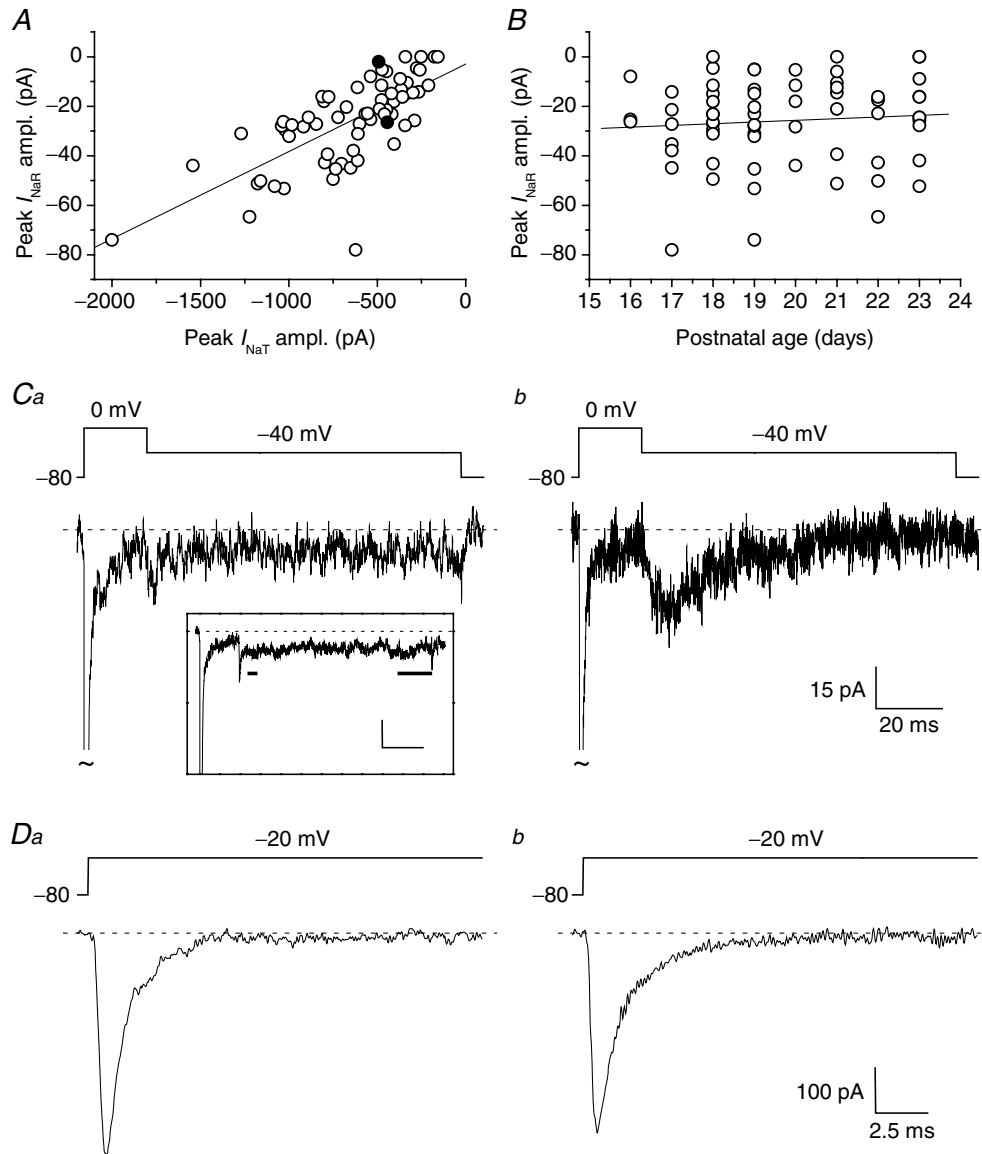 A
Peak I_NaR ampl. (pA)
0
−20
−40
−60
−80
−2000 −1500 −1000 −500 0
Peak I_NaT ampl. (pA)
B
Peak I_NaR ampl. (pA)
0
−20
−40
−60
−80
15 16 17 18 19 20 21 22 23 24
Postnatal age (days)
Ca
0 mV
−40 mV
−80
~
b
0 mV
−40 mV
−80
~
15 pA
20 ms
Da
−20 mV
−80
b
−20 mV
−80
100 pA
2.5 ms